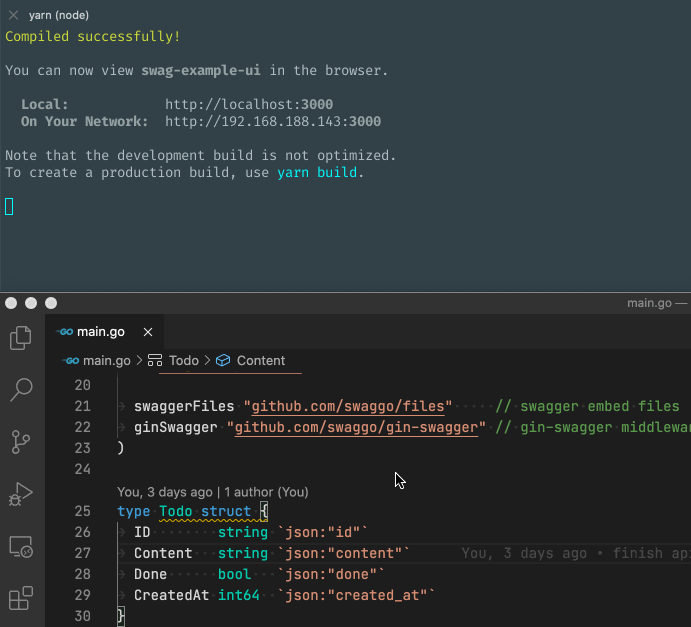 yarn (node)
Compiled successfully!
You can now view swag-example-ui in the browser.
Local: http://localhost:3000
On Your Network: http://192.168.188.143:3000
Note that the development build is not optimized.
To create a production build, use yarn build.
main.go —
GO main.go
GO main.go > Todo > Content
20
21 swaggerFiles "github.com/swaggo/files" // swagger embed files
22 ginSwagger "github.com/swaggo/gin-swagger" // gin-swagger middlewar
23 )
24
You, 3 days ago | 1 author (You)
25 type Todo struct {
26 ID string `json:"id"`
27 Content string `json:"content"` You, 3 days ago • finish api
28 Done bool `json:"done"`
29 CreatedAt int64 `json:"created_at"`
30 }